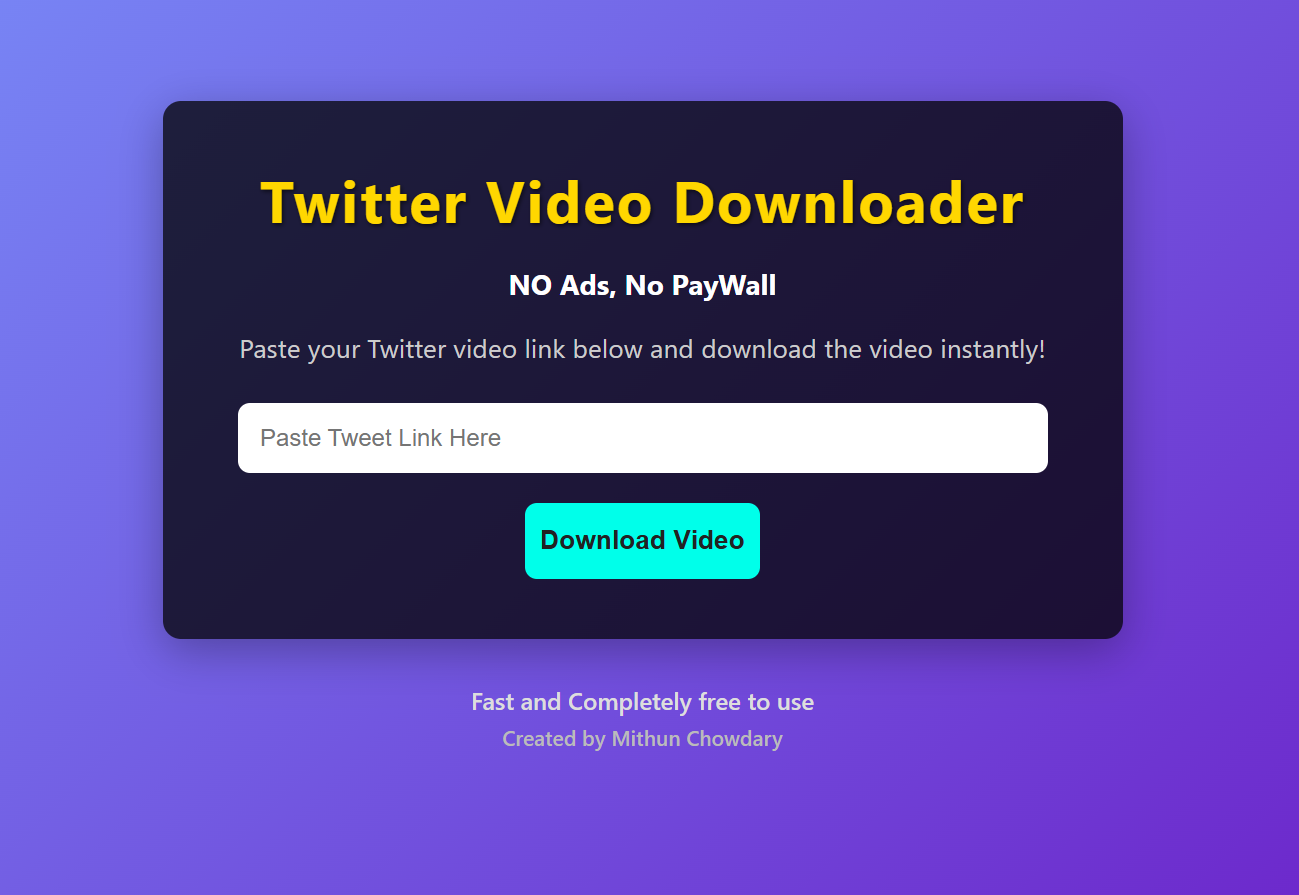 Twitter Video Downloader
NO Ads, No PayWall
Paste your Twitter video link below and download the video instantly!
Paste Tweet Link Here
Download Video
Fast and Completely free to use
Created by Mithun Chowdary